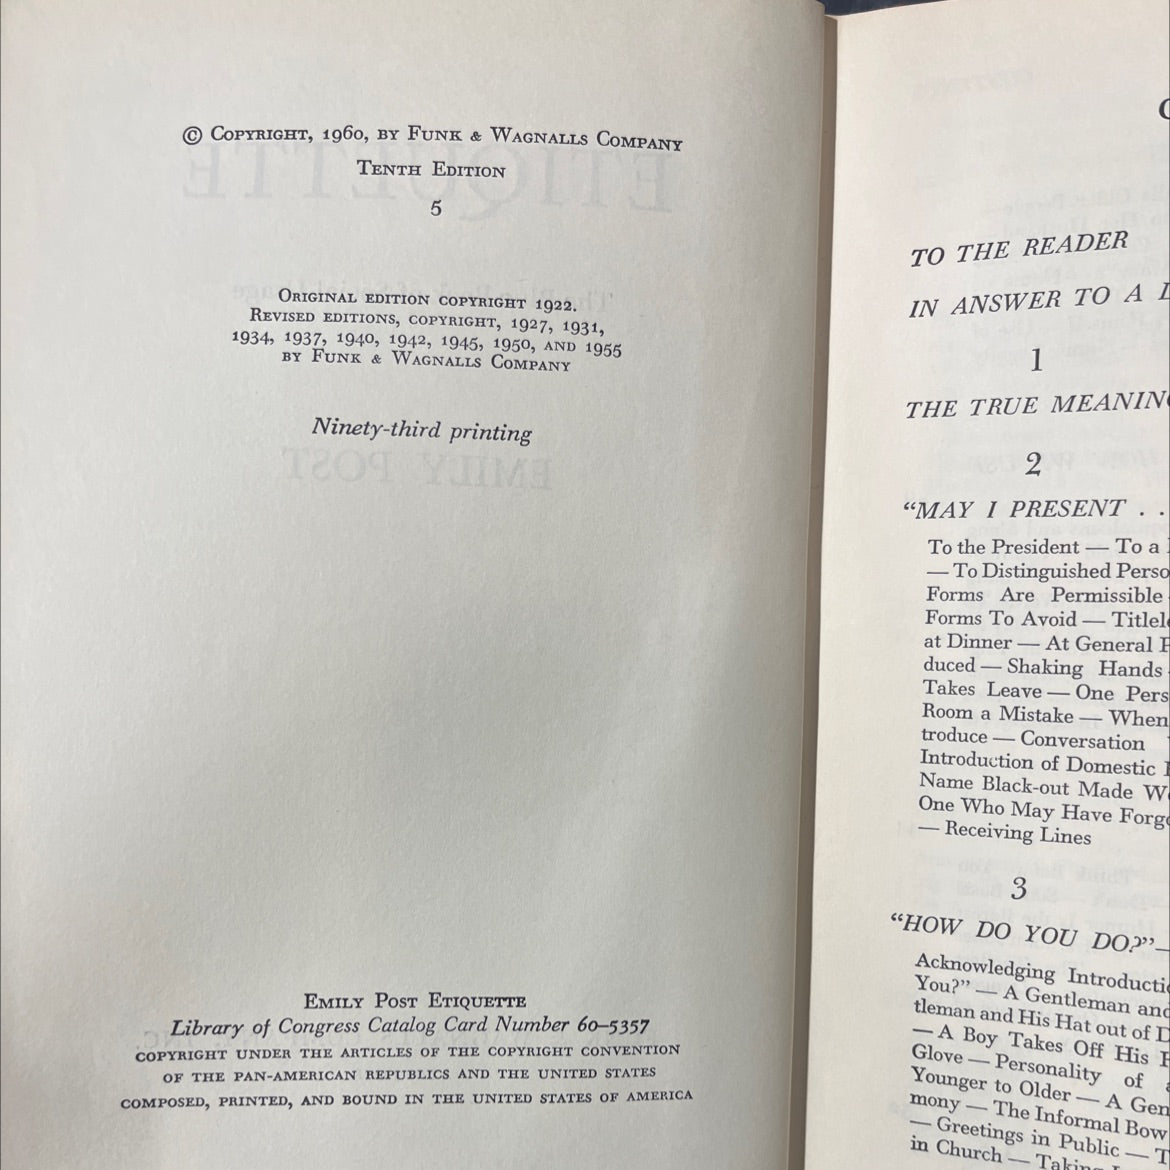 © Copyright, 1960, by Funk & Wagnalls Company
Tenth Edition
5
Original edition copyright 1922.
Revised editions, copyright, 1927, 1931,
1934, 1937, 1940, 1942, 1945, 1950, and 1955
by Funk & Wagnalls Company
Ninety-third printing
Emily Post Etiquette
Library of Congress Catalog Card Number 60–5357
COPYRIGHT UNDER THE ARTICLES OF THE COPYRIGHT CONVENTION
OF THE PAN-AMERICAN REPUBLICS AND THE UNITED STATES
COMPOSED, PRINTED, AND BOUND IN THE UNITED STATES OF AMERICA
TO THE READER
IN ANSWER TO A
1
THE TRUE MEANING
2
“MAY I PRESENT . .
To the President — To a
— To Distinguished Perso
Forms Are Permissible
Forms To Avoid — Titlel
at Dinner — At General
duced — Shaking Hands
Takes Leave — One Pers
Room a Mistake — When
troduce — Conversation
Introduction of Domestic
Name Black-out Made W
One Who May Have Forg
— Receiving Lines
3
“HOW DO YOU DO?”—
Acknowledging Introducti
You?” — A Gentleman and
tleman and His Hat out of
— A Boy Takes Off His
Glove — Personality of
Younger to Older — A Gen
mony — The Informal Bow
— Greetings in Public —
in Church — Taking